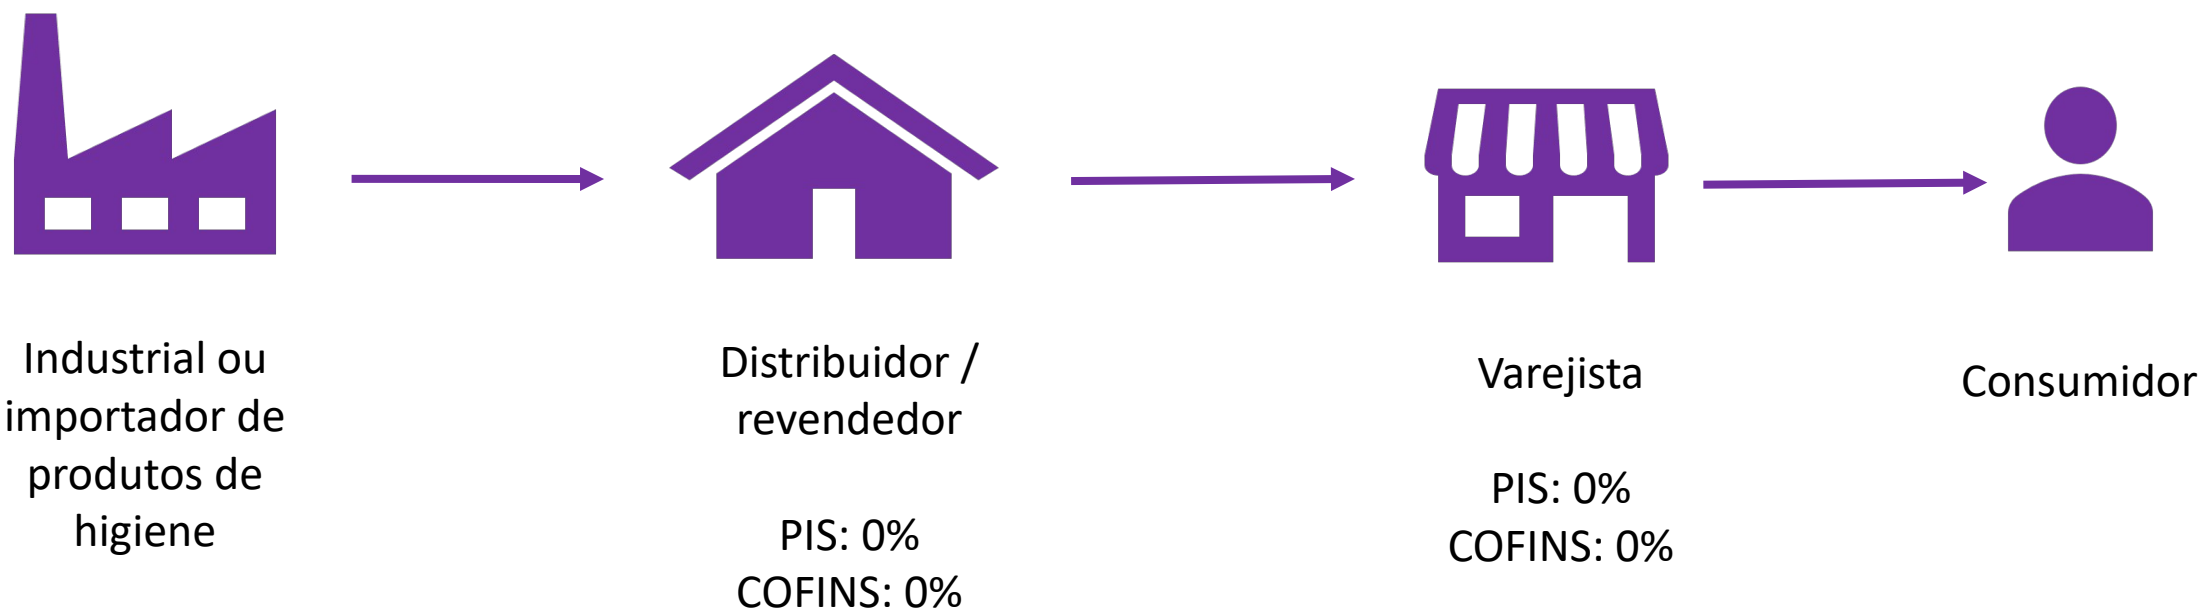 Industrial ou
importador de
produtos de
higiene
Distribuidor /
revendedor
PIS: 0%
COFINS: 0%
Varejista
PIS: 0%
COFINS: 0%
Consumidor